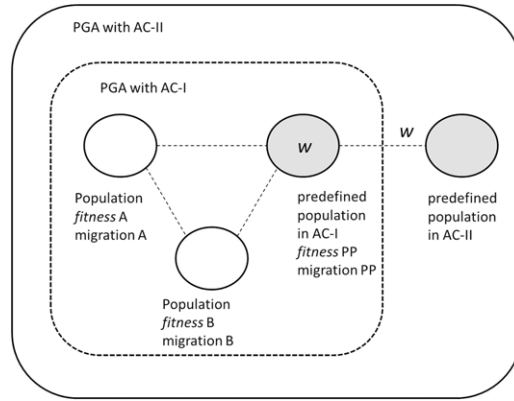 PGA with AC-II
PGA with AC-I
w
w
Population
fitness A
migration A
predefined
population
in AC-I
fitness PP
migration PP
predefined
population
in AC-II
Population
fitness B
migration B